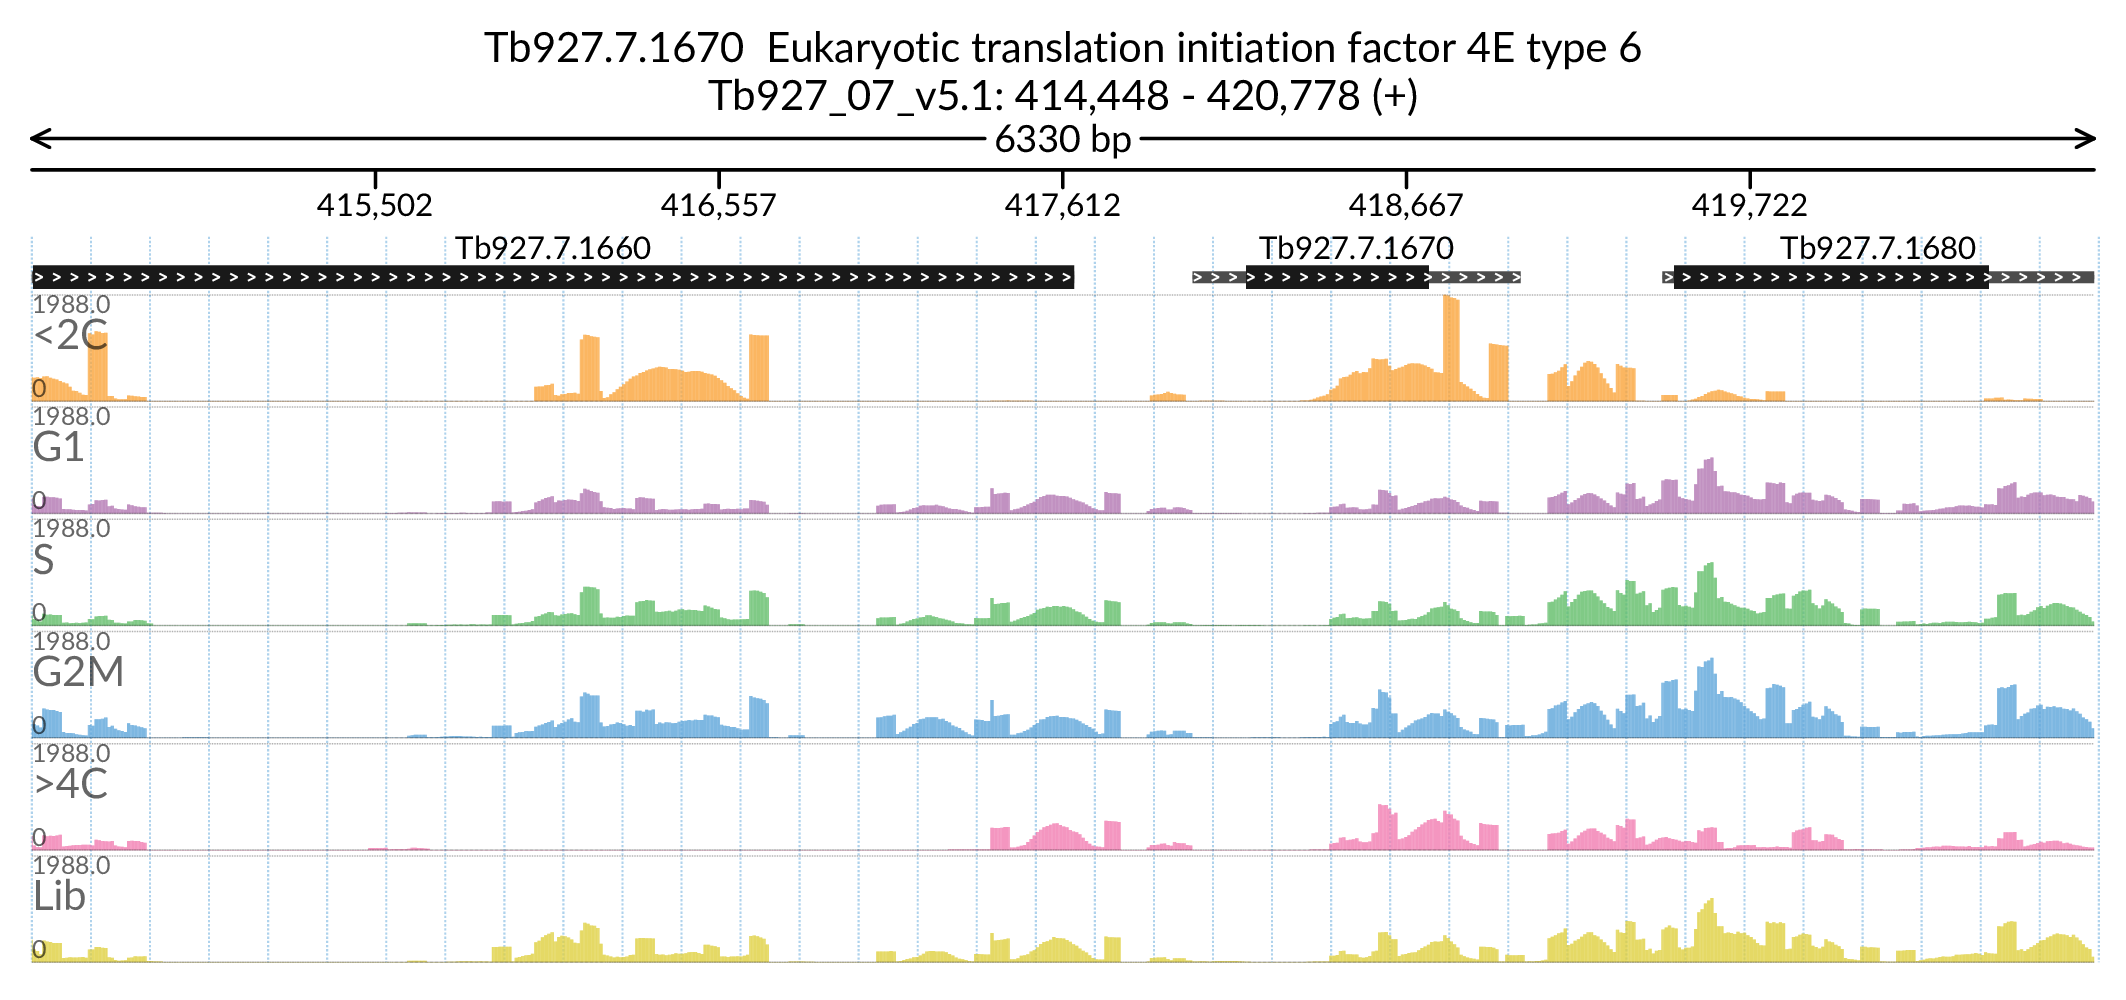 Tb927.7.1670  Eukaryotic translation initiation factor 4E type 6
Tb927_07_v5.1: 414,448 - 420,778 (+)
6330 bp
415,502 416,557 417,612 418,667 419,722
Tb927.7.1660 Tb927.7.1670 Tb927.7.1680
1988.0
<2C
0
1988.0
G1
0
1988.0
S
0
1988.0
G2M
0
1988.0
>4C
0
1988.0
Lib
0